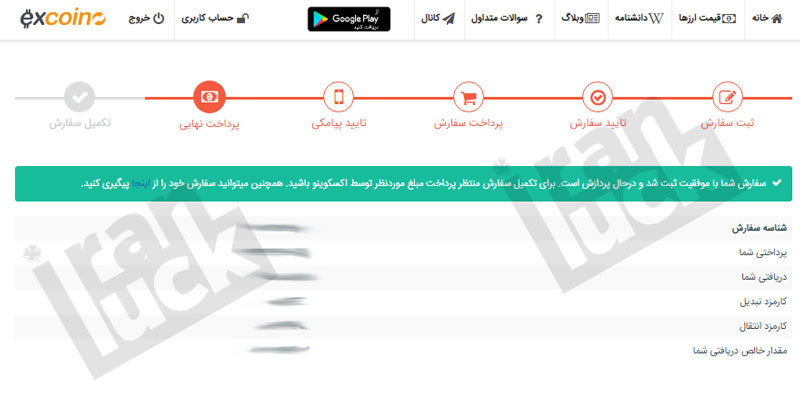 خانه قیمت ارزها دانشنامه وبلاگ سوالات متداول ? کانال
از Google Play
دریافت کنید
حساب کاربری خروج excoino
ثبت سفارش تایید سفارش پرداخت سفارش تایید پیامکی پرداخت نهایی تکمیل سفارش
سفارش شما با موفقیت ثبت شد و درحال پردازش است. برای تکمیل سفارش منتظر پرداخت مبلغ موردنظر توسط اکسکوینو باشید. همچنین میتوانید سفارش خود را از اینجا پیگیری کنید.
شناسه سفارش
پرداختی شما
دریافتی شما
کارمزد تبدیل
کارمزد انتقال
مقدار خالص دریافتی شما
Iran Luck
Iran Luck